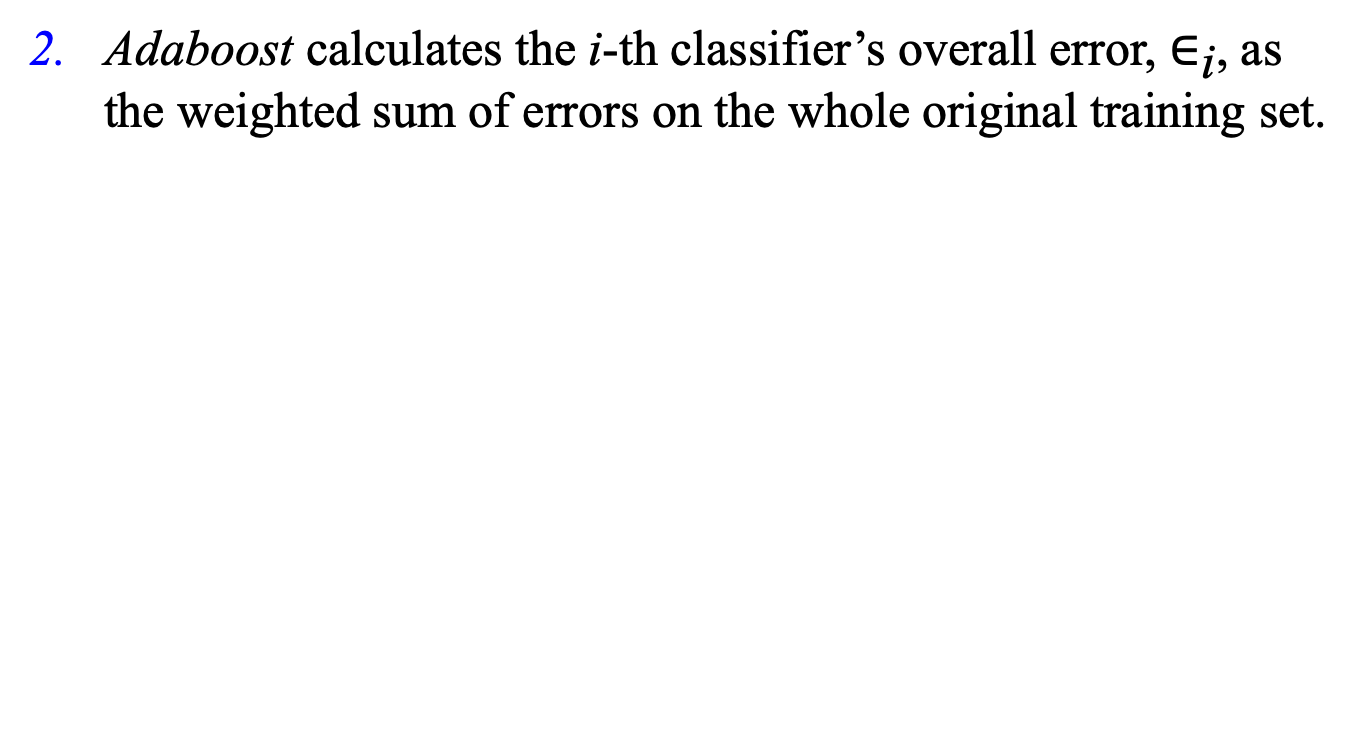 2. Adaboost calculates the i-th classifier’s overall error, ∈i, as
the weighted sum of errors on the whole original training set.